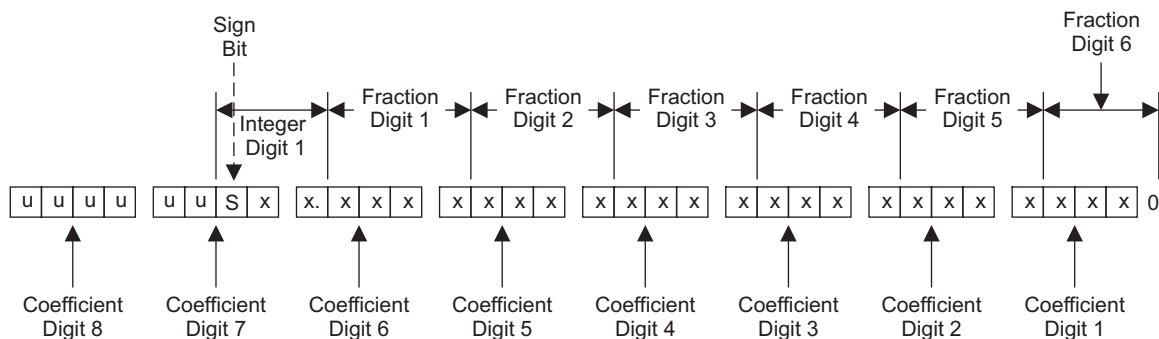 Sign
Bit
Fraction
Digit 6
Integer
Digit 1
Fraction
Digit 1
Fraction
Digit 2
Fraction
Digit 3
Fraction
Digit 4
Fraction
Digit 5
u u u u u u S x x. x x x x x x x x x x x x x x x x x x x x x x x 0
Coefficient
Digit 8
Coefficient
Digit 7
Coefficient
Digit 6
Coefficient
Digit 5
Coefficient
Digit 4
Coefficient
Digit 3
Coefficient
Digit 2
Coefficient
Digit 1